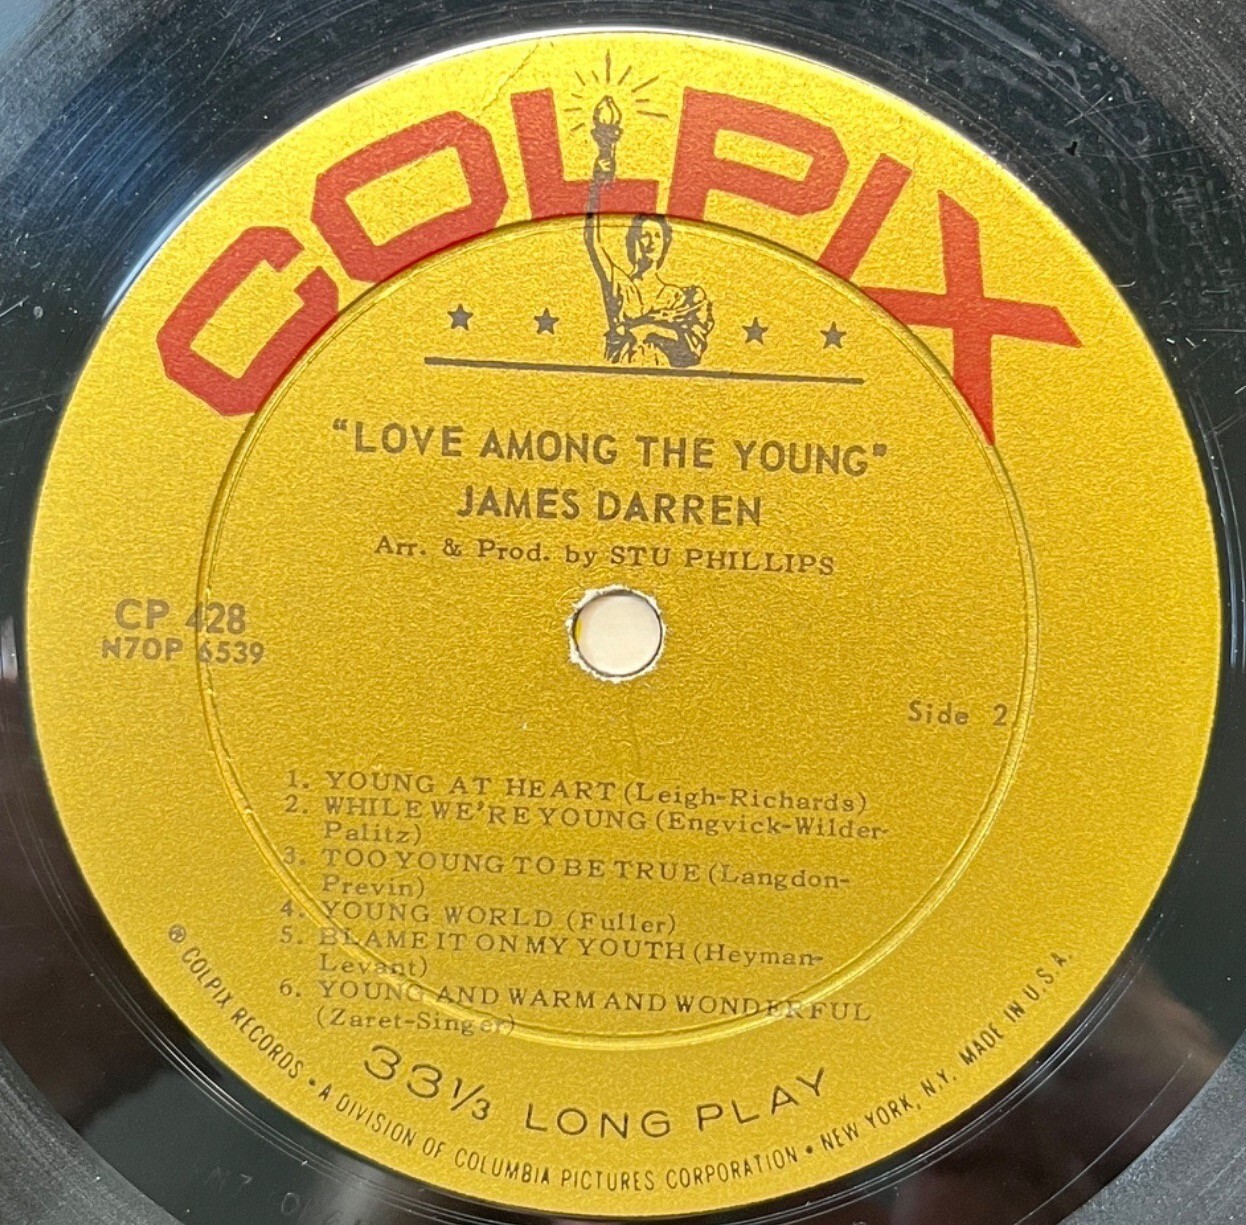 COLPIX
"LOVE AMONG THE YOUNG"
JAMES DARREN
Arr. & Prod. by STU PHILLIPS
CP 428
N7OP 6539
Side 2
1. YOUNG AT HEART (Leigh-Richards)
2. WHILE WE'RE YOUNG (Engvick-Wilder-
Palitz)
3. TOO YOUNG TO BE TRUE (Langdon-
Previn)
4. YOUNG WORLD (Fuller)
5. BLAME IT ON MY YOUTH (Heyman-
Levant)
6. YOUNG AND WARM AND WONDERFUL
(Zaret-Singer)
33⅓ LONG PLAY
℗ COLPIX RECORDS • A DIVISION OF COLUMBIA PICTURES CORPORATION • NEW YORK, N.Y. MADE IN U.S.A.